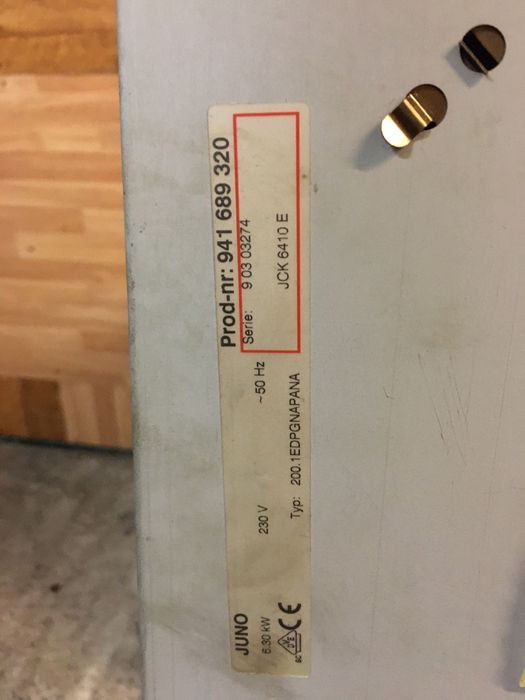 JUNO
Prod-nr: 941 689 320
6.30 kW 230 V ~50 Hz
Serie: 9 03 03274
Typ: 200.1EDPGNAPANA
JCK 6410 E
CE